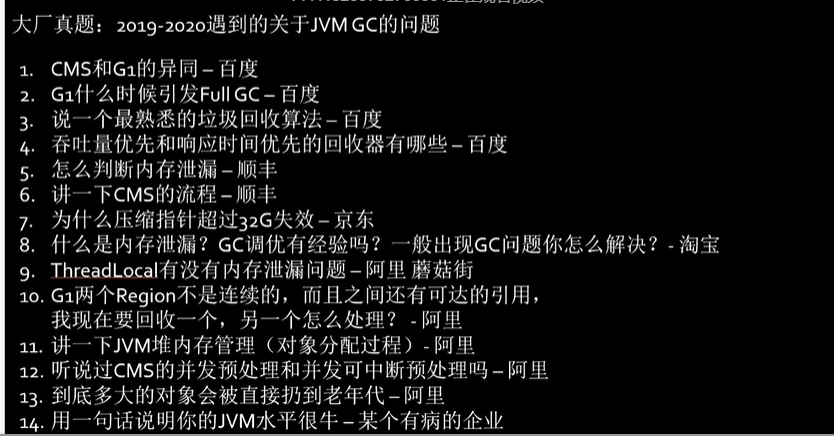 大厂真题：2019-2020遇到的关于JVM GC的问题
1. CMS和G1的异同 – 百度
2. G1什么时候引发Full GC – 百度
3. 说一个最熟悉的垃圾回收算法 – 百度
4. 吞吐量优先和响应时间优先的回收器有哪些 – 百度
5. 怎么判断内存泄漏 – 顺丰
6. 讲一下CMS的流程 – 顺丰
7. 为什么压缩指针超过32G失效 – 京东
8. 什么是内存泄漏？GC调优有经验吗？一般出现GC问题你怎么解决？- 淘宝
9. ThreadLocal有没有内存泄漏问题 – 阿里 蘑菇街
10. G1两个Region不是连续的，而且之间还有可达的引用，
我现在要回收一个，另一个怎么处理？ - 阿里
11. 讲一下JVM堆内存管理（对象分配过程）- 阿里
12. 听说过CMS的并发预处理和并发可中断预处理吗 – 阿里
13. 到底多大的对象会被直接扔到老年代 – 阿里
14. 用一句话说明你的JVM水平很牛 – 某个有病的企业